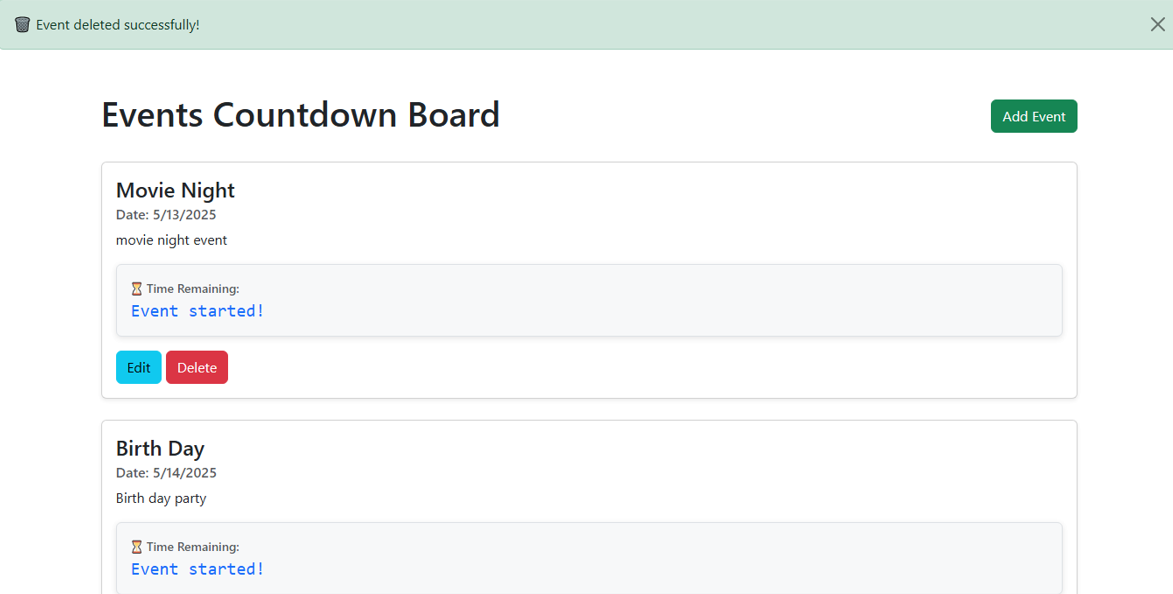 🗑️ Event deleted successfully!
Events Countdown Board
Add Event
Movie Night
Date: 5/13/2025
movie night event
⏳ Time Remaining:
Event started!
Edit Delete
Birth Day
Date: 5/14/2025
Birth day party
⏳ Time Remaining:
Event started!